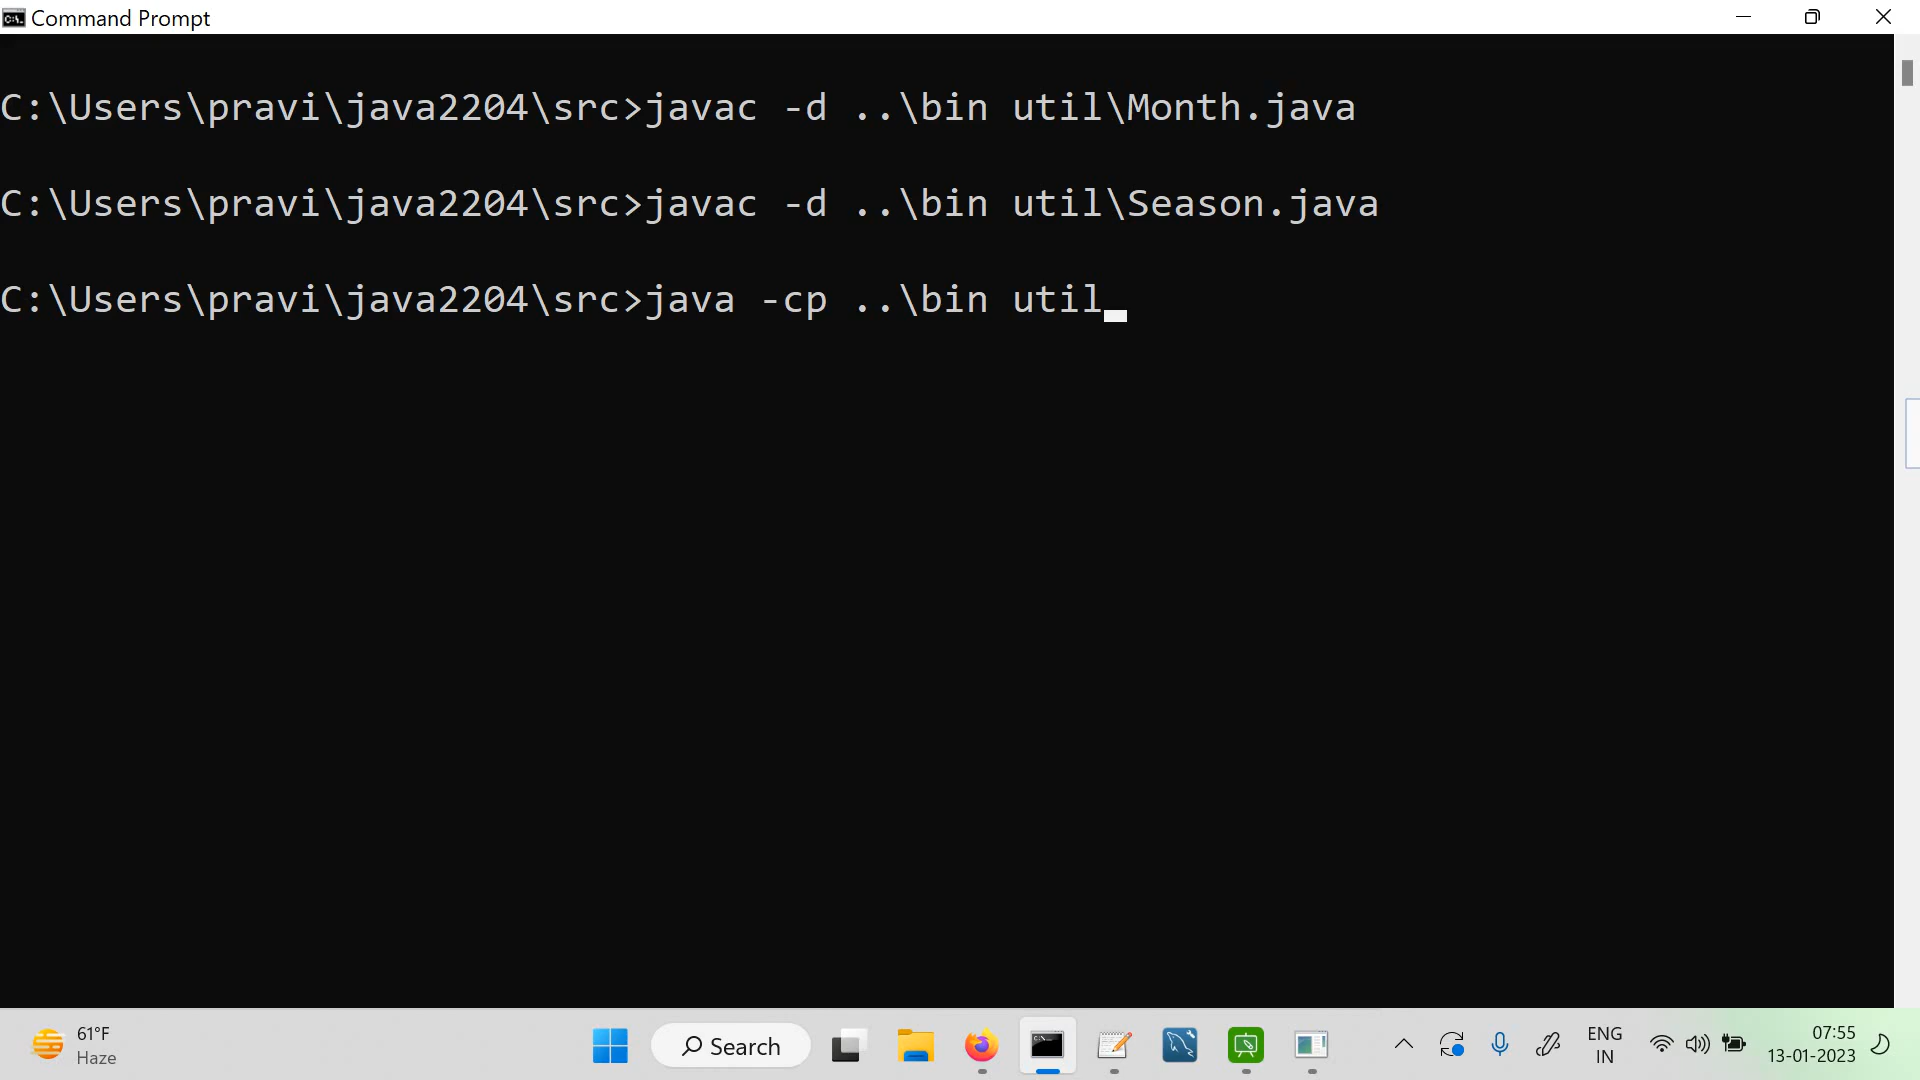 Command Prompt
C:\Users\pravi\java2204\src>javac -d ..\bin util\Month.java
C:\Users\pravi\java2204\src>javac -d ..\bin util\Season.java
C:\Users\pravi\java2204\src>java -cp ..\bin util
61°F
Haze
Search
ENG
IN
07:55
13-01-2023